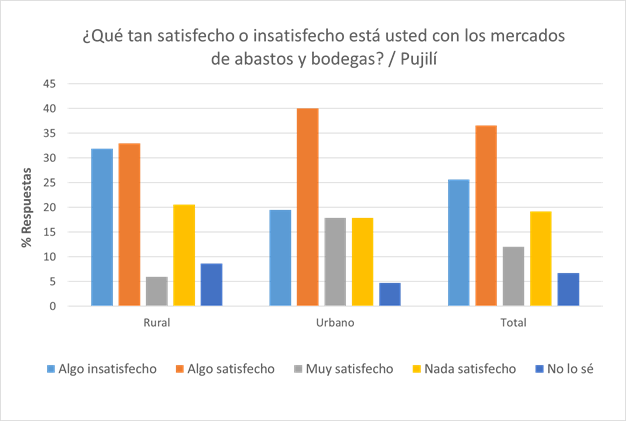 ¿Qué tan satisfecho o insatisfecho está usted con los mercados
de abastos y bodegas? / Pujilí
% Respuestas
45
40
35
30
25
20
15
10
5
0
Rural Urbano Total
Algo insatisfecho Algo satisfecho Muy satisfecho Nada satisfecho No lo sé